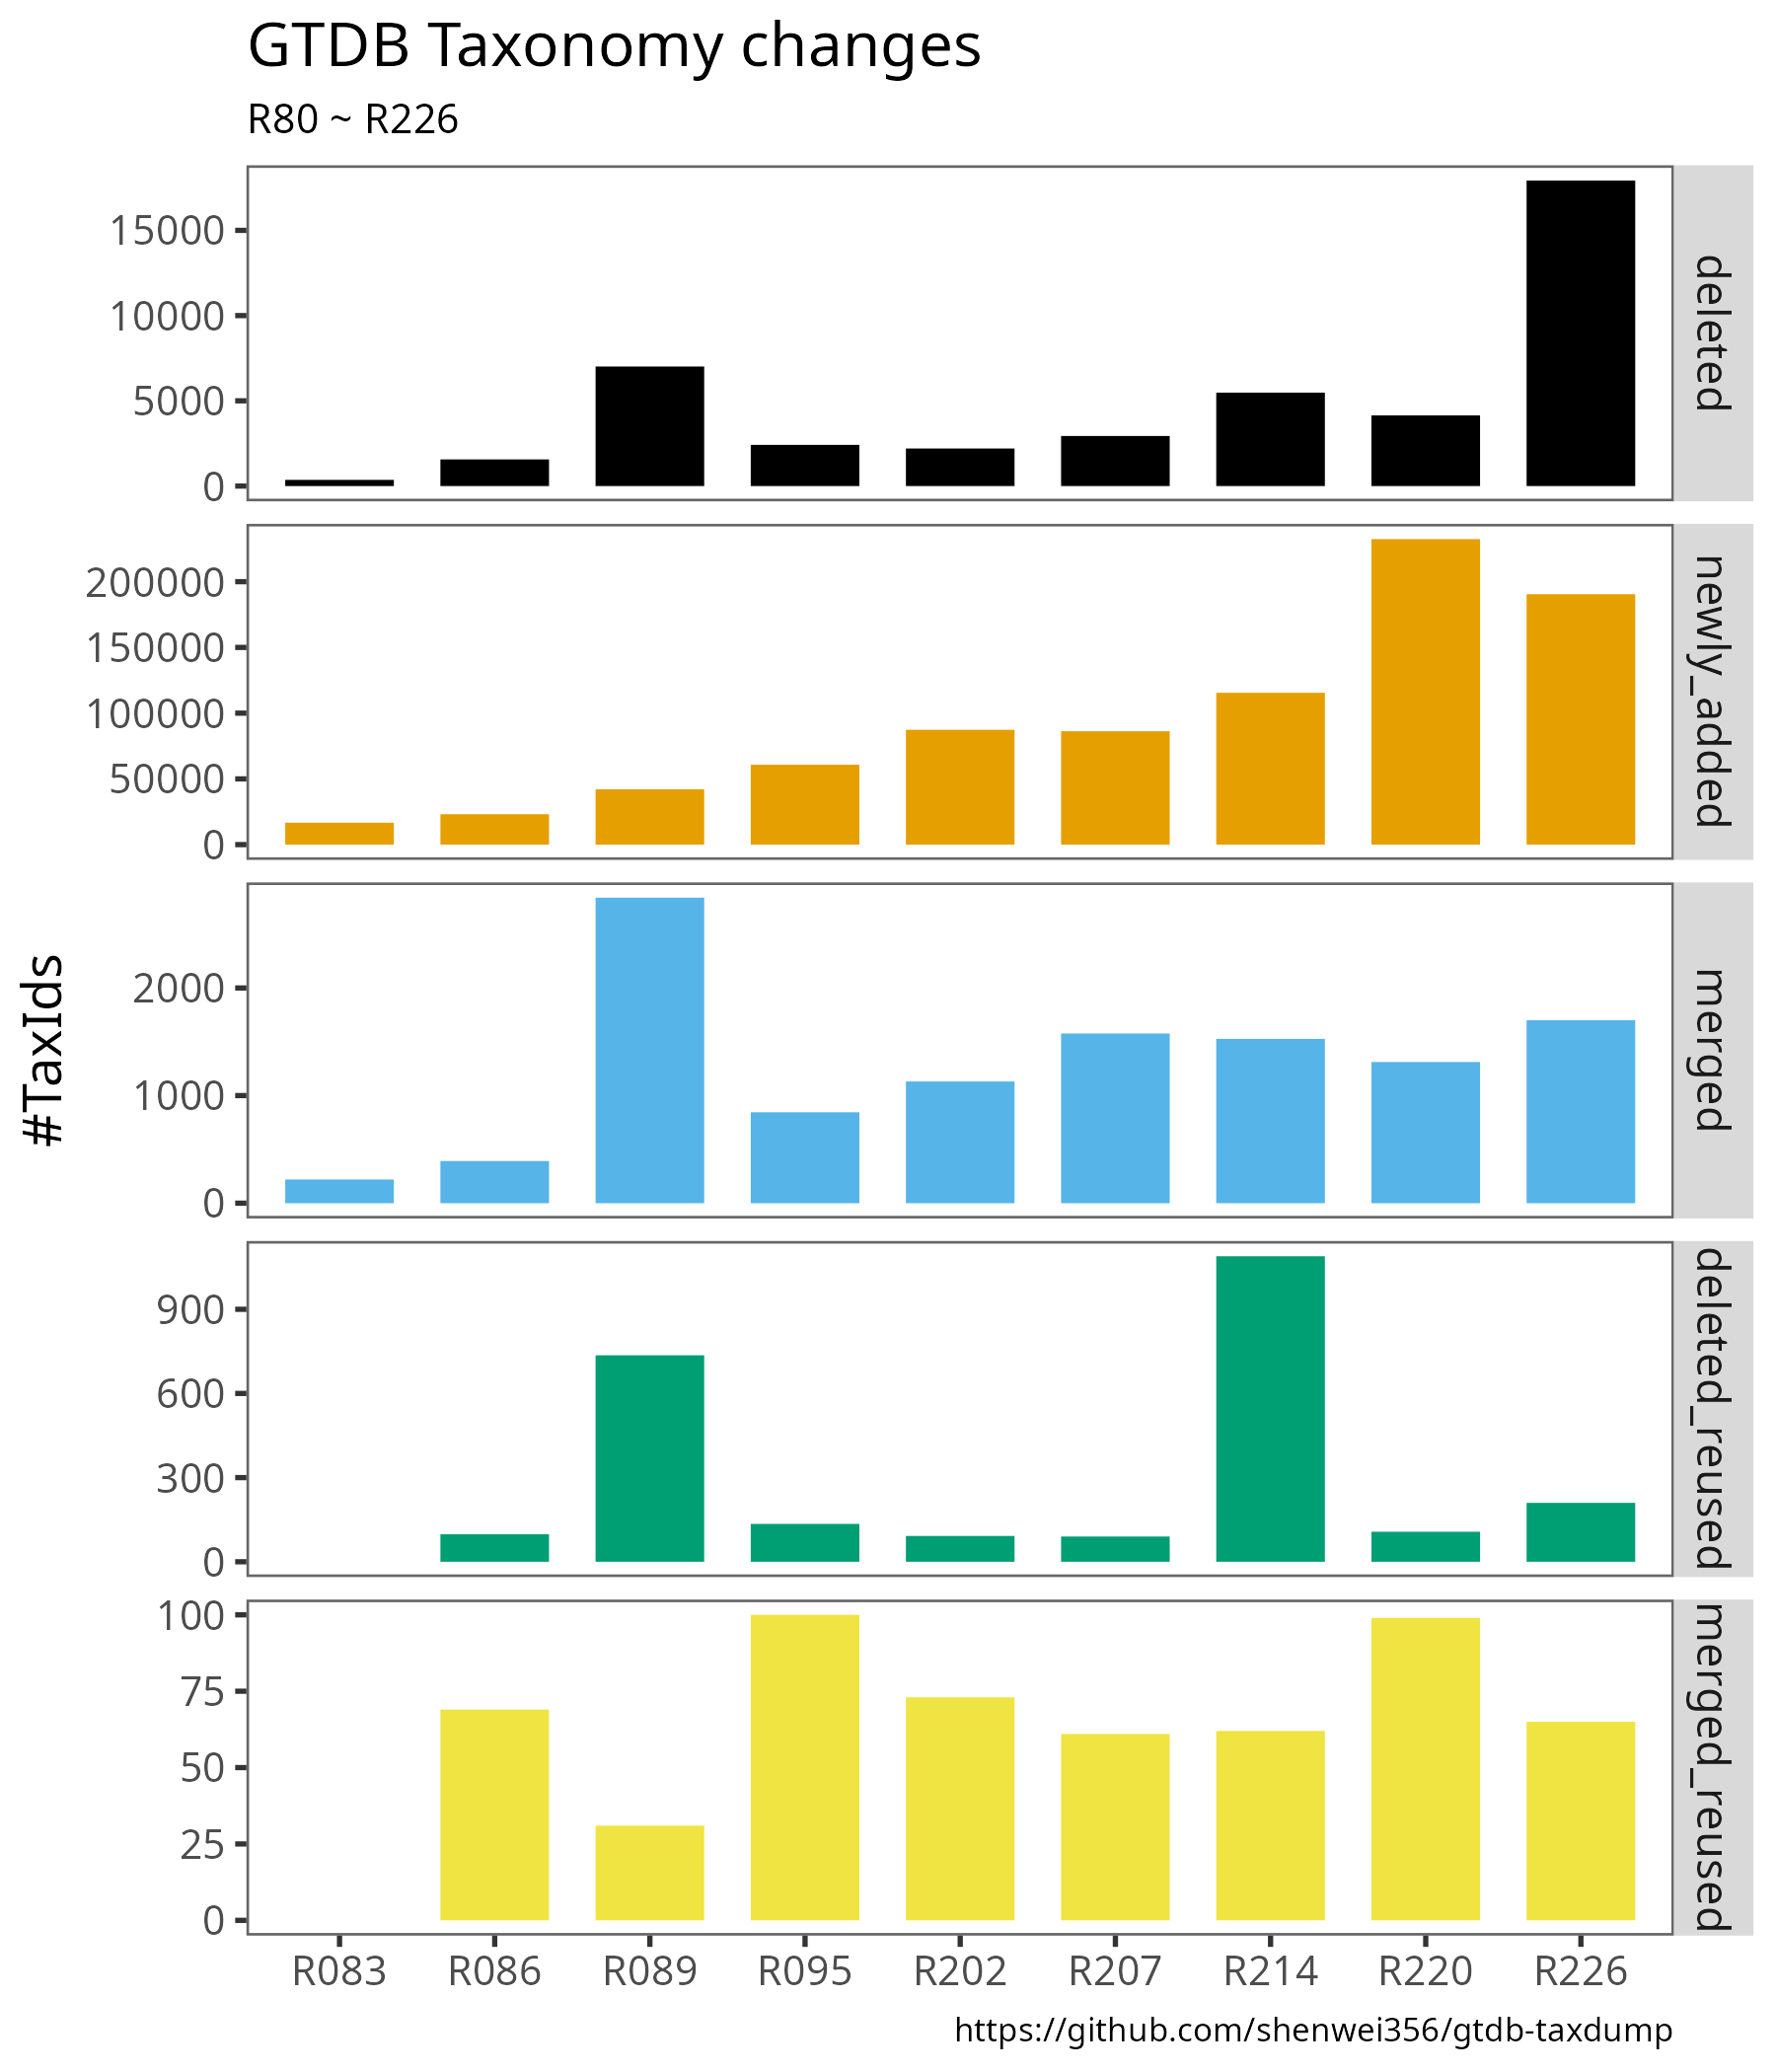 GTDB Taxonomy changes
R80 ~ R226
#TaxIds
15000
10000
5000
0
deleted
200000
150000
100000
50000
0
newly_added
2000
1000
0
merged
900
600
300
0
deleted_reused
100
75
50
25
0
merged_reused
R083 R086 R089 R095 R202 R207 R214 R220 R226
https://github.com/shenwei356/gtdb-taxdump